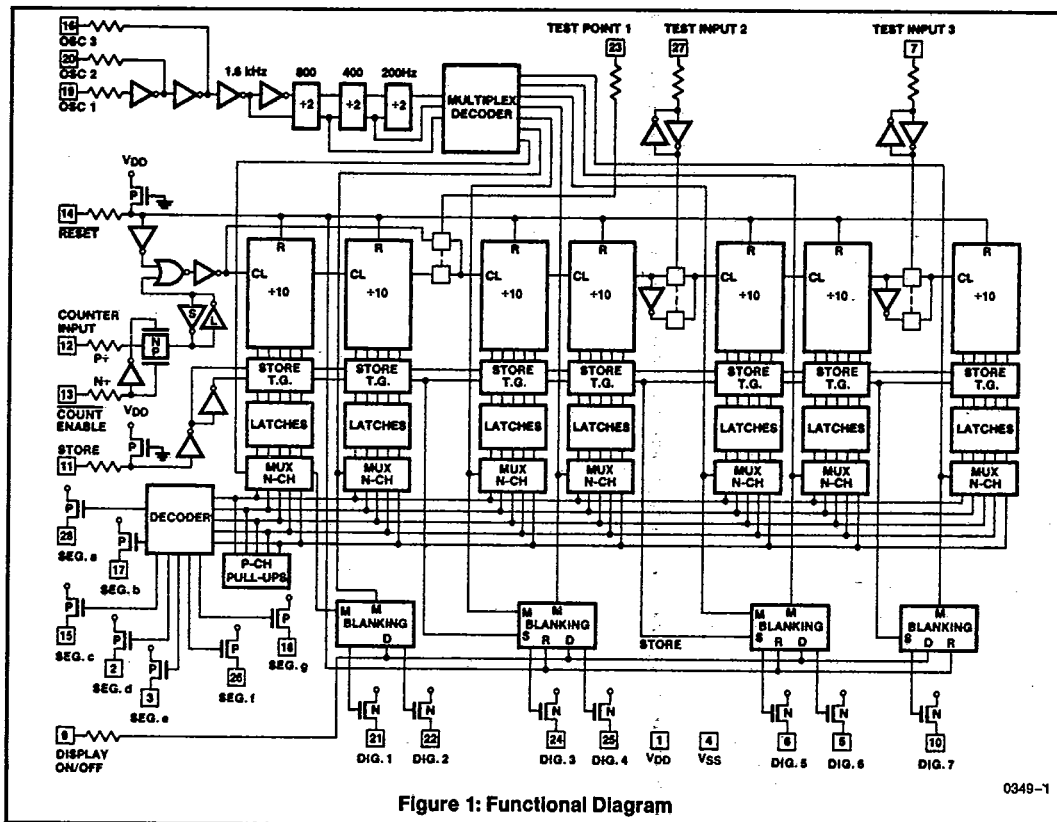 16
OSC 3
20
OSC 2
19
OSC 1
1.6 kHz
800
400
200Hz
÷2
÷2
÷2
MULTIPLEX
DECODER
TEST POINT 1
23
TEST INPUT 2
27
TEST INPUT 3
7
VDD
P
14
RESET
R
R
R
R
R
R
R
CL
÷10
÷10
CL
÷10
÷10
CL
÷10
÷10
CL
÷10
S
L
COUNTER
INPUT
12
P+
N
P
N+
13
COUNT
ENABLE
VDD
P
STORE
11
STORE
T.G.
STORE
T.G.
STORE
T.G.
STORE
T.G.
STORE
T.G.
STORE
T.G.
STORE
T.G.
LATCHES
LATCHES
LATCHES
LATCHES
LATCHES
LATCHES
LATCHES
MUX
N-CH
MUX
N-CH
MUX
N-CH
MUX
N-CH
MUX
N-CH
MUX
N-CH
MUX
N-CH
DECODER
P-CH
PULL-UPS
P
28
SEG. a
P
17
SEG. b
P
15
SEG. c
P
2
SEG. d
P
3
SEG. e
P
26
SEG. f
P
SEG. g
M M
BLANKING
D
M M
BLANKING
S R D
STORE
M M
BLANKING
S R D
M
BLANKING
S D R
9
DISPLAY
ON/OFF
N
21
DIG. 1
N
22
DIG. 2
N
24
DIG. 3
N
25
DIG. 4
1
VDD
4
VSS
N
6
DIG. 5
N
5
DIG. 6
N
10
DIG. 7
0349-1
Figure 1: Functional Diagram